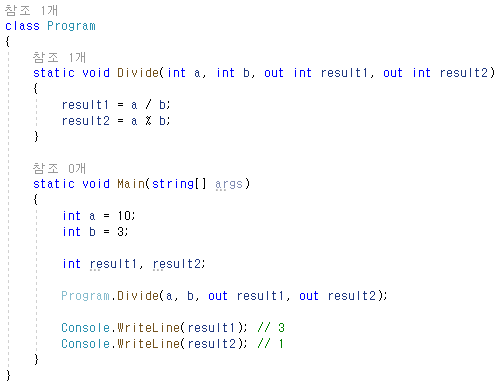 참조 1개
class Program
{
참조 1개
static void Divide(int a, int b, out int result1, out int result2)
{
result1 = a / b;
result2 = a % b;
}
참조 0개
static void Main(string[] args)
{
int a = 10;
int b = 3;
int result1, result2;
Program.Divide(a, b, out result1, out result2);
Console.WriteLine(result1); // 3
Console.WriteLine(result2); // 1
}
}